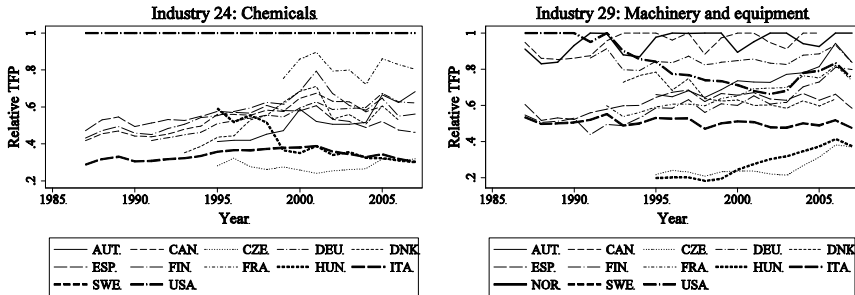 Industry 24: Chemicals
Relative TFP
1
.8
.6
.4
.2
1985. 1990. 1995. 2000. 2005.
Year.
AUT. CAN. CZE. DEU. DNK.
ESP. FIN. FRA. HUN. ITA.
SWE. USA.
Industry 29: Machinery and equipment
Relative TFP
1
.8
.6
.4
.2
1985. 1990. 1995. 2000. 2005.
Year.
AUT. CAN. CZE. DEU. DNK.
ESP. FIN. FRA. HUN. ITA.
NOR. SWE. USA.